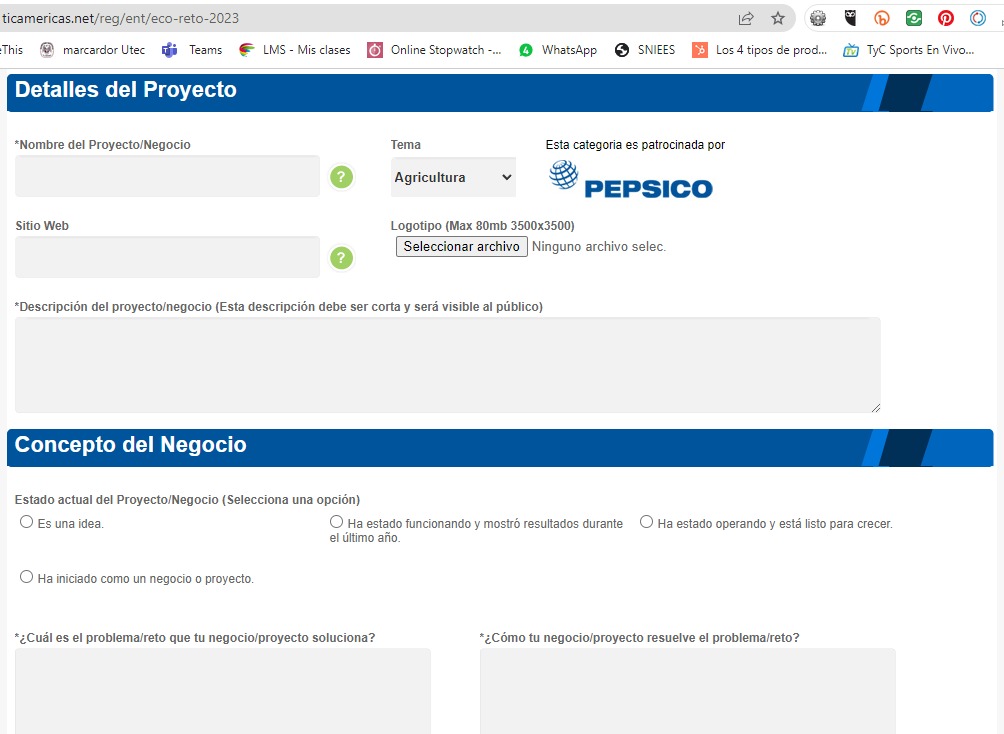 ticamericas.net/reg/ent/eco-reto-2023
eThis marcardor Utec Teams LMS - Mis clases Online Stopwatch -... WhatsApp SNIEES Los 4 tipos de prod... TyC Sports En Vivo...
Detalles del Proyecto
*Nombre del Proyecto/Negocio Tema Esta categoria es patrocinada por
? Agricultura PEPSICO
Sitio Web Logotipo (Max 80mb 3500x3500)
? Seleccionar archivo Ninguno archivo selec.
*Descripción del proyecto/negocio (Esta descripción debe ser corta y será visible al público)
Concepto del Negocio
Estado actual del Proyecto/Negocio (Selecciona una opción)
Es una idea. Ha estado funcionando y mostró resultados durante Ha estado operando y está listo para crecer.
el último año.
Ha iniciado como un negocio o proyecto.
*¿Cuál es el problema/reto que tu negocio/proyecto soluciona? *¿Cómo tu negocio/proyecto resuelve el problema/reto?